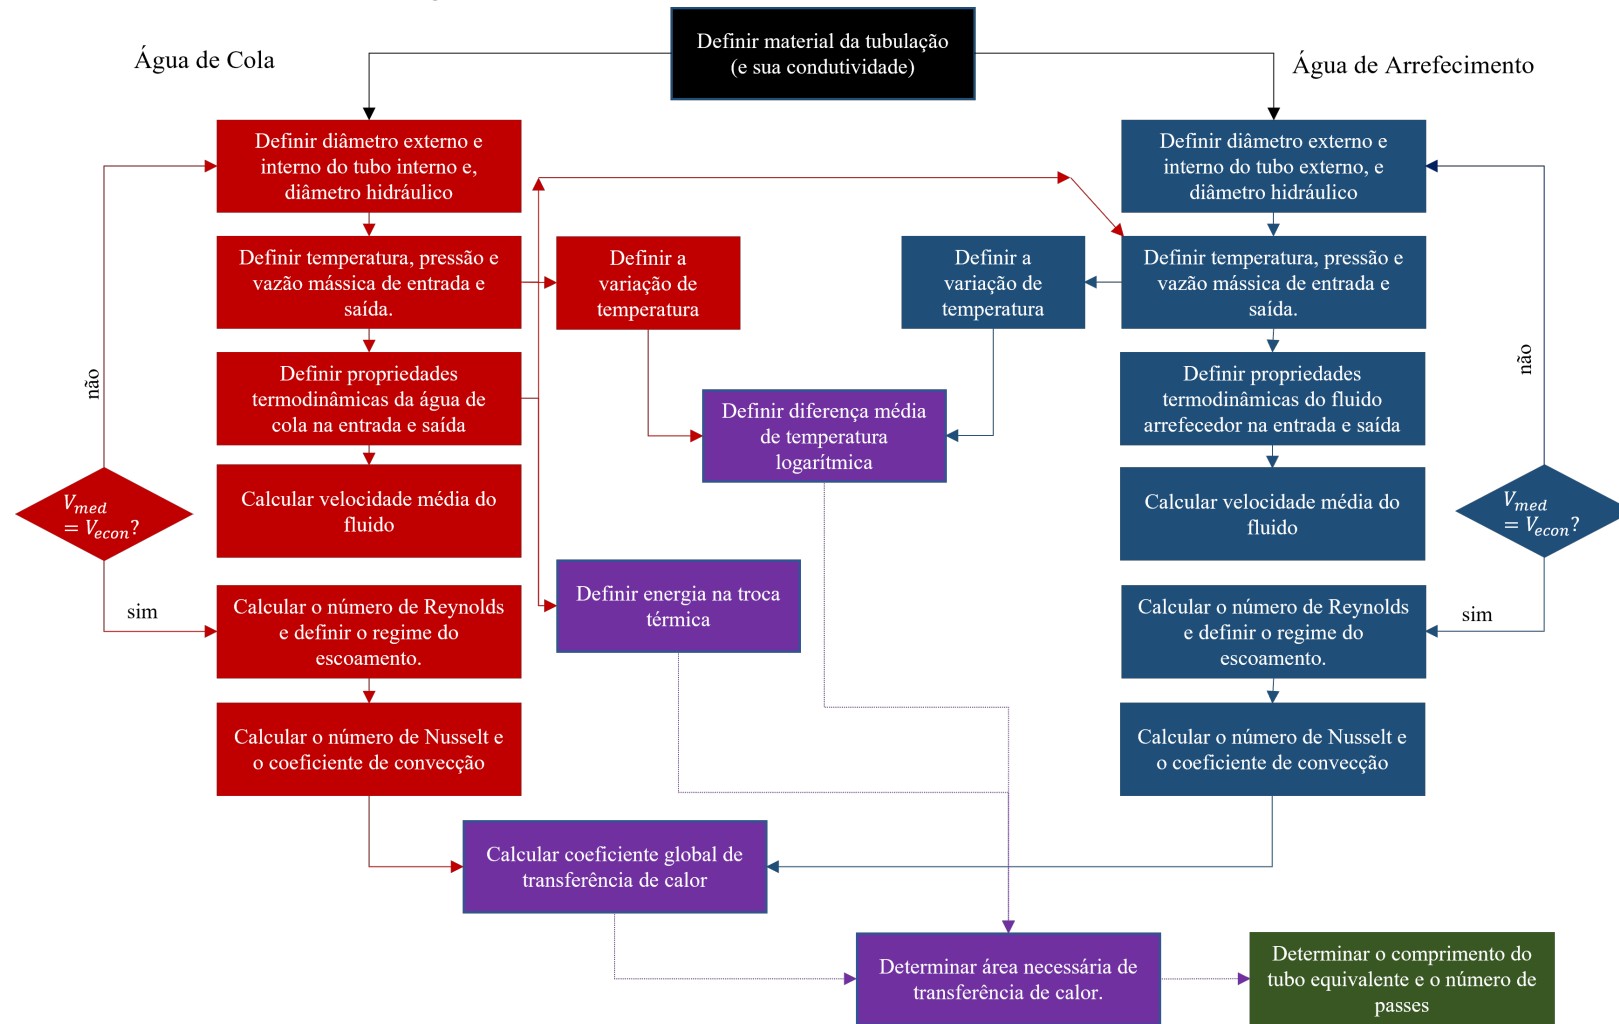 Definir material da tubulação
(e sua condutividade)
Água de Cola
Água de Arrefecimento
Definir diâmetro externo e
interno do tubo interno e,
diâmetro hidráulico
Definir diâmetro externo e
interno do tubo externo, e
diâmetro hidráulico
Definir temperatura, pressão e
vazão mássica de entrada e
saída.
Definir a
variação de
temperatura
Definir a
variação de
temperatura
Definir temperatura, pressão e
vazão mássica de entrada e
saída.
não
Definir propriedades
termodinâmicas da água de
cola na entrada e saída
Definir diferença média
de temperatura
logarítmica
Definir propriedades
termodinâmicas do fluido
arrefecedor na entrada e saída
não
V_med
= V_econ?
Calcular velocidade média do
fluido
Calcular velocidade média do
fluido
V_med
= V_econ?
sim
Calcular o número de Reynolds
e definir o regime do
escoamento.
Definir energia na troca
térmica
Calcular o número de Reynolds
e definir o regime do
escoamento.
sim
Calcular o número de Nusselt e
o coeficiente de convecção
Calcular o número de Nusselt e
o coeficiente de convecção
Calcular coeficiente global de
transferência de calor
Determinar área necessária de
transferência de calor.
Determinar o comprimento do
tubo equivalente e o número de
passes